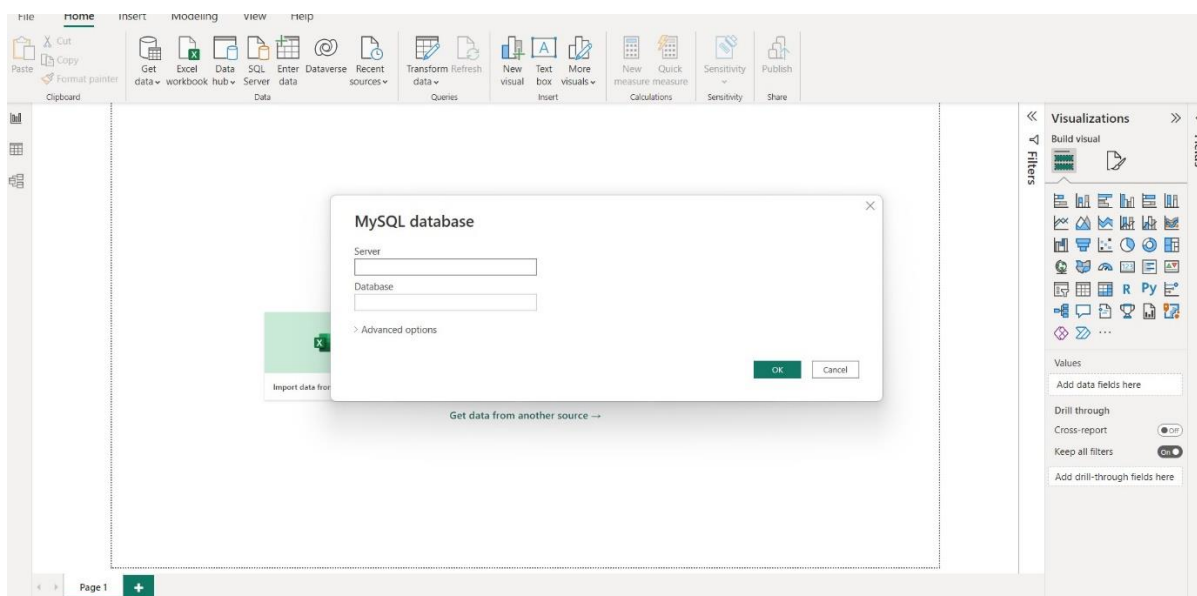 File Home Insert Modeling View Help
Paste
Cut
Copy
Format painter
Clipboard
Get data
Excel workbook
Data hub
SQL Server
Enter data
Dataverse
Recent sources
Data
Transform data
Refresh
Queries
New visual
Text box
More visuals
Insert
New measure
Quick measure
Calculations
Sensitivity
Sensitivity
Publish
Share
Filters
Visualizations
Build visual
R Py
123
Values
Add data fields here
Drill through
Cross-report
Off
Keep all filters
On
Add drill-through fields here
MySQL database
Server
Database
Advanced options
OK Cancel
Import data from
Get data from another source →
Page 1